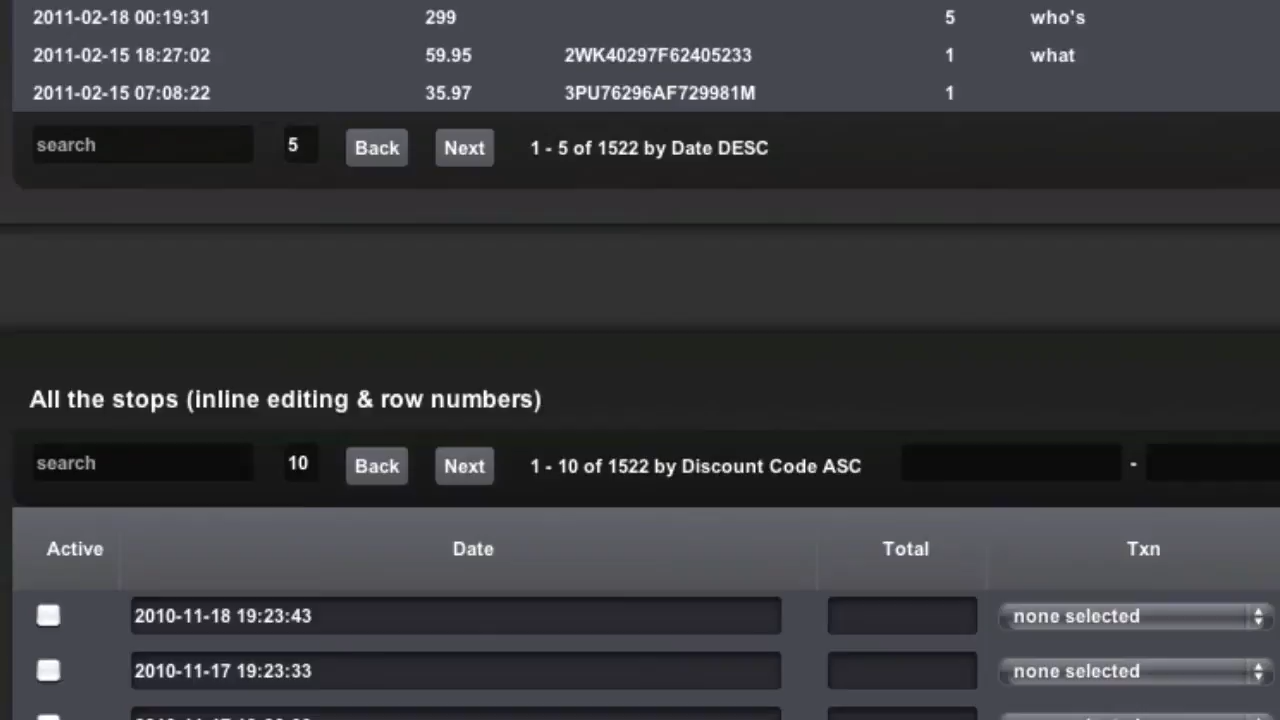 2011-02-18 00:19:31 299 5 who's
2011-02-15 18:27:02 59.95 2WK40297F62405233 1 what
2011-02-15 07:08:22 35.97 3PU76296AF729981M 1
search 5 Back Next 1 - 5 of 1522 by Date DESC
All the stops (inline editing & row numbers)
search 10 Back Next 1 - 10 of 1522 by Discount Code ASC -
Active Date Total Txn
2010-11-18 19:23:43 none selected
2010-11-17 19:23:33 none selected